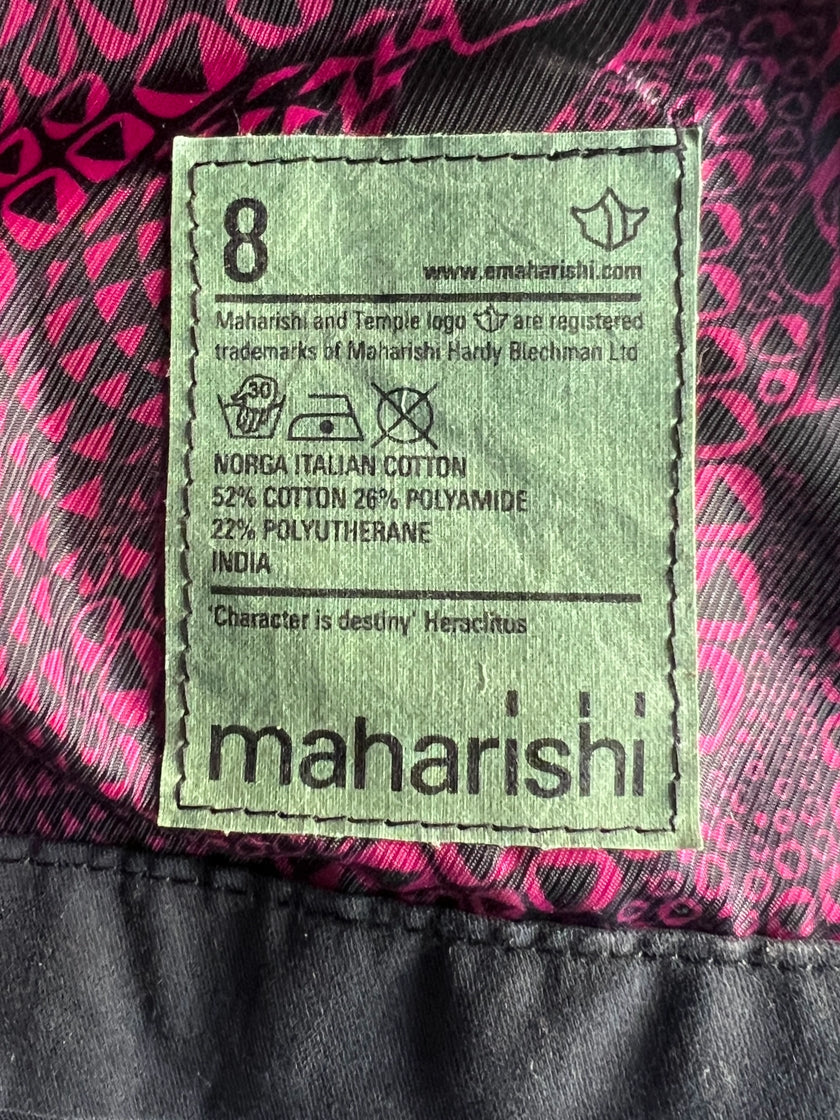 8
www.emaharishi.com
Maharishi and Temple logo are registered
trademarks of Maharishi Hardy Blechman Ltd
30
NORGA ITALIAN COTTON
52% COTTON 26% POLYAMIDE
22% POLYUTHERANE
INDIA
'Character is destiny' Heraclitus
maharishi